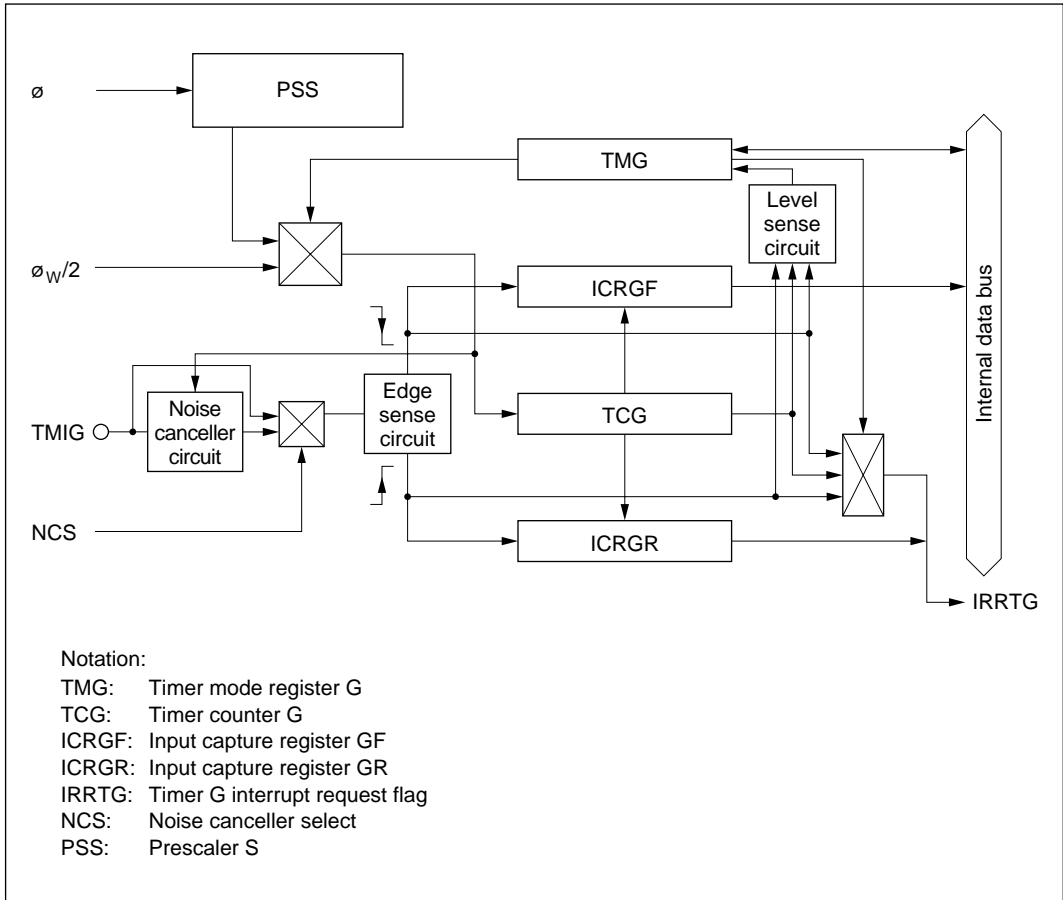 ø
PSS
TMG
Level
sense
circuit
øW/2
ICRGF
Internal data bus
TMIG
Noise
canceller
circuit
Edge
sense
circuit
TCG
NCS
ICRGR
IRRTG
Notation:
TMG: Timer mode register G
TCG: Timer counter G
ICRGF: Input capture register GF
ICRGR: Input capture register GR
IRRTG: Timer G interrupt request flag
NCS: Noise canceller select
PSS: Prescaler S